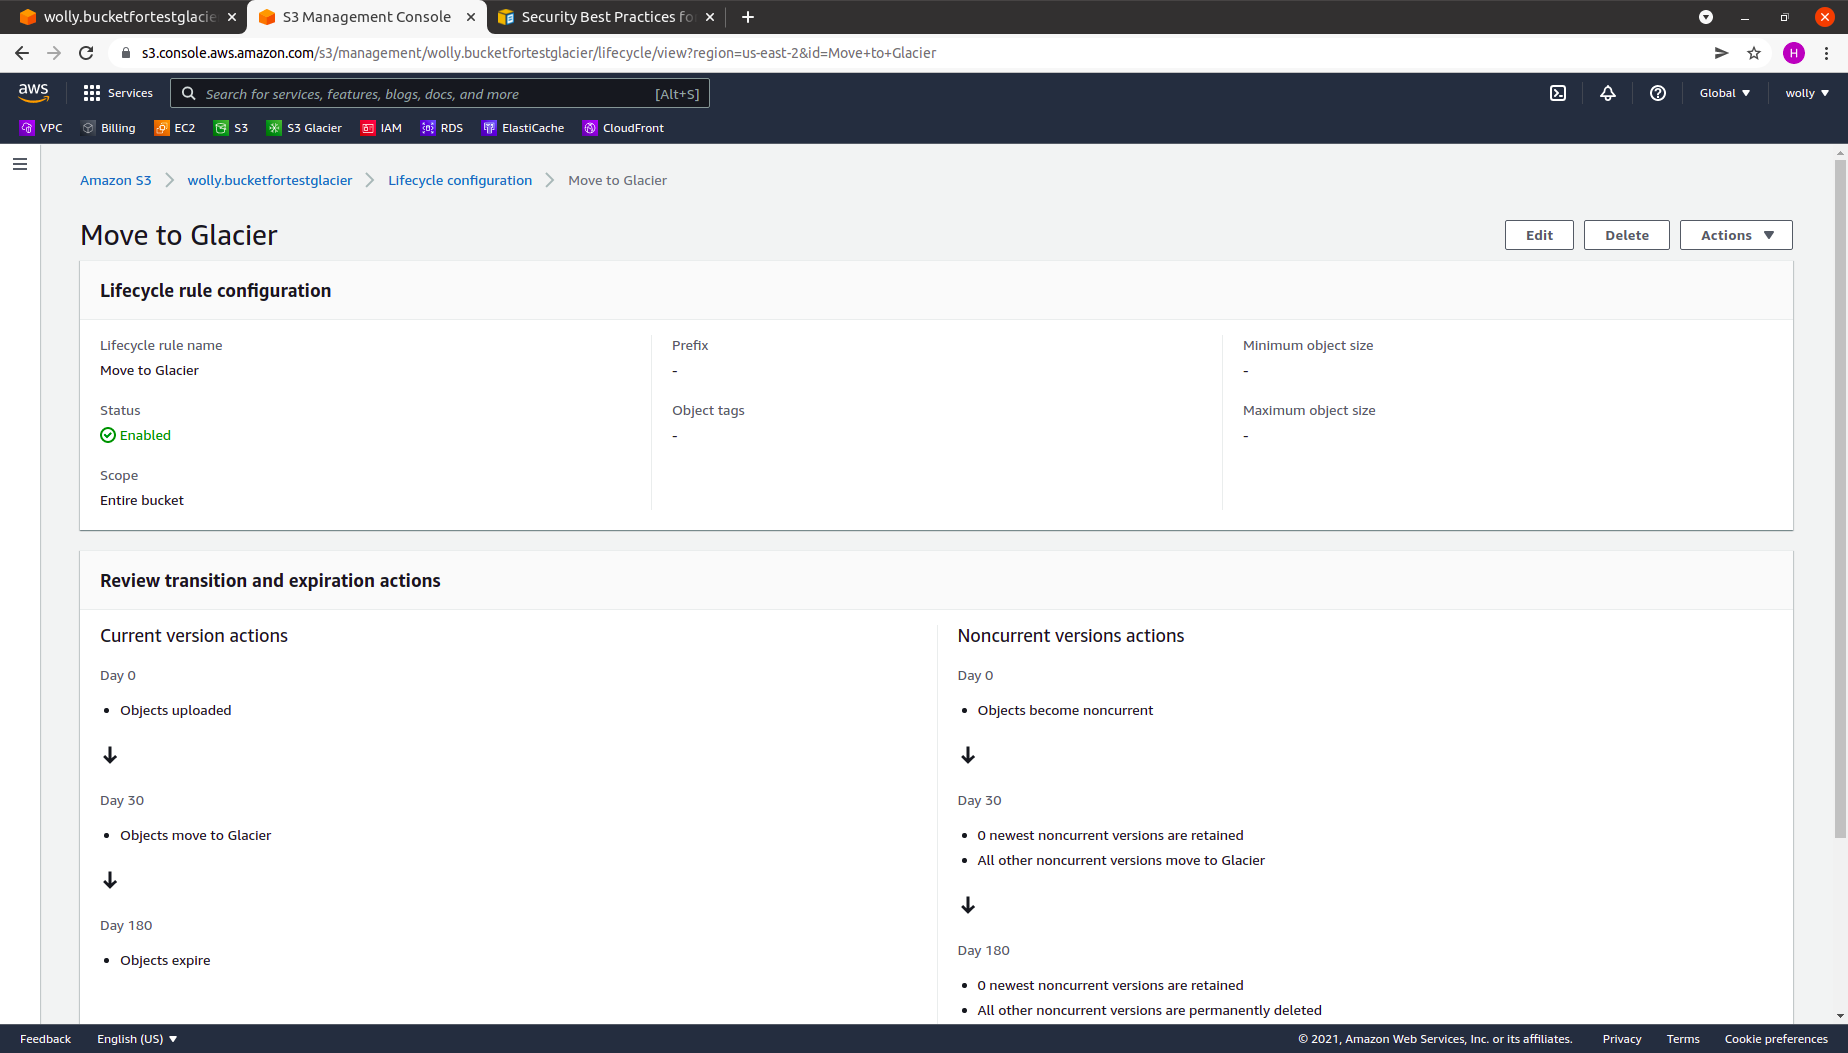 wolly.bucketfortestglacie
S3 Management Console
Security Best Practices fo
s3.console.aws.amazon.com/s3/management/wolly.bucketfortestglacier/lifecycle/view?region=us-east-2&id=Move+to+Glacier
H
aws
Services
Search for services, features, blogs, docs, and more
[Alt+S]
Global
wolly
VPC
Billing
EC2
S3
S3 Glacier
IAM
RDS
ElastiCache
CloudFront
Amazon S3
wolly.bucketfortestglacier
Lifecycle configuration
Move to Glacier
Move to Glacier
Edit
Delete
Actions
Lifecycle rule configuration
Lifecycle rule name
Move to Glacier
Status
Enabled
Scope
Entire bucket
Prefix
-
Object tags
-
Minimum object size
-
Maximum object size
-
Review transition and expiration actions
Current version actions
Day 0
Objects uploaded
Day 30
Objects move to Glacier
Day 180
Objects expire
Noncurrent versions actions
Day 0
Objects become noncurrent
Day 30
0 newest noncurrent versions are retained
All other noncurrent versions move to Glacier
Day 180
0 newest noncurrent versions are retained
All other noncurrent versions are permanently deleted
Feedback
English (US)
© 2021, Amazon Web Services, Inc. or its affiliates.
Privacy
Terms
Cookie preferences